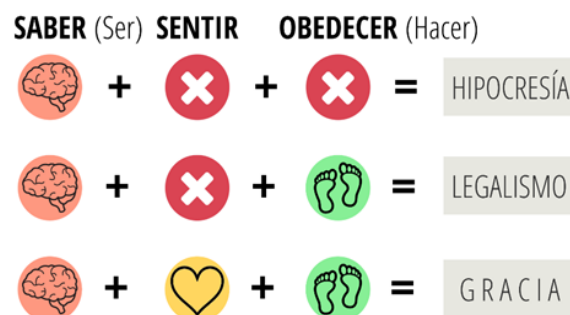 SABER (Ser) SENTIR OBEDECER (Hacer)
+ + = HIPOCRESÍA
+ + = LEGALISMO
+ + = GRACIA